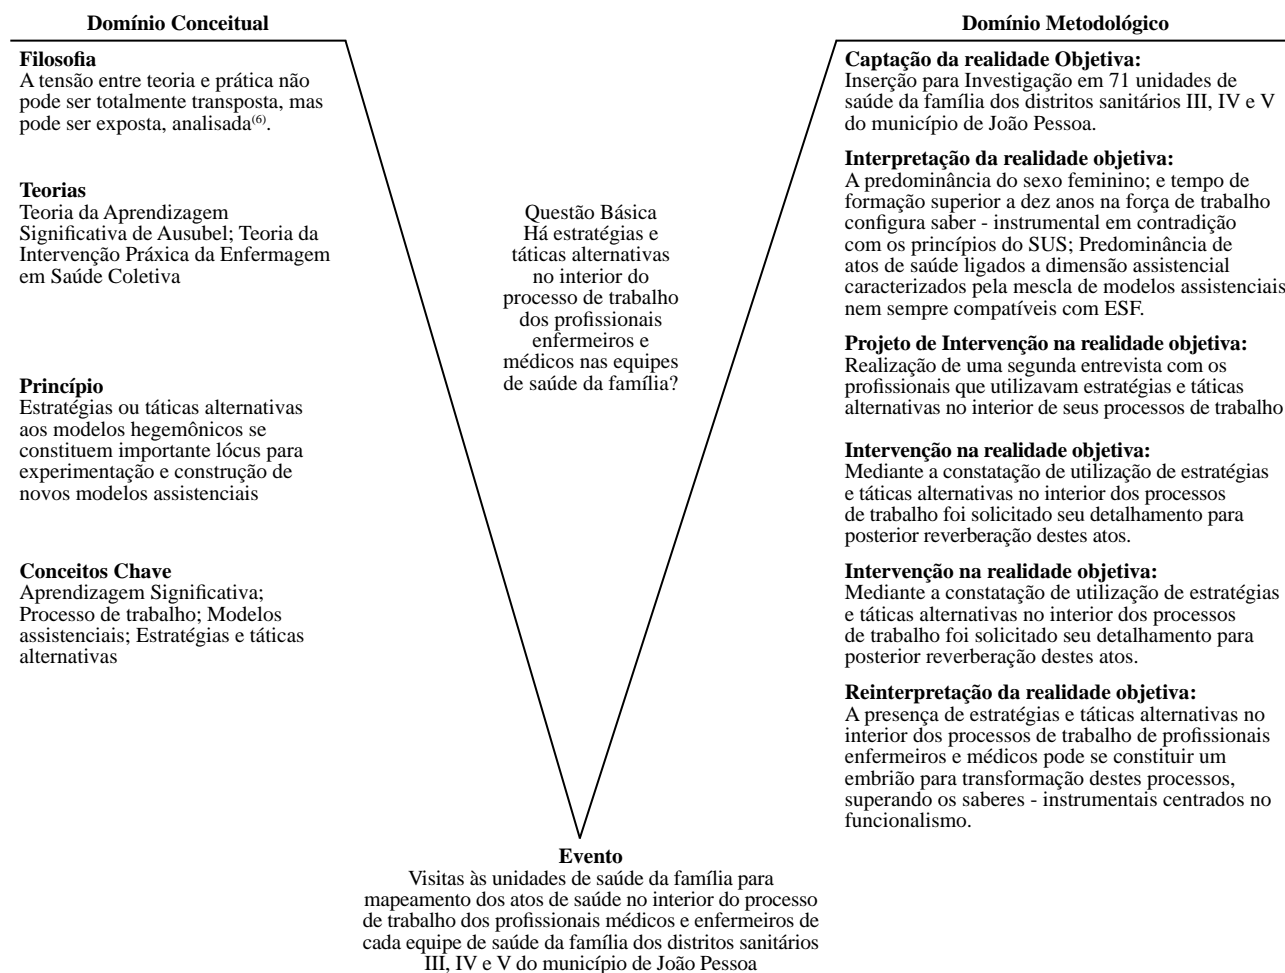 Domínio Conceitual
Filosofia
A tensão entre teoria e prática não
pode ser totalmente transposta, mas
pode ser exposta, analisada(6).
Teorias
Teoria da Aprendizagem
Significativa de Ausubel; Teoria da
Intervenção Práxica da Enfermagem
em Saúde Coletiva
Princípio
Estratégias ou táticas alternativas
aos modelos hegemônicos se
constituem importante lócus para
experimentação e construção de
novos modelos assistenciais
Conceitos Chave
Aprendizagem Significativa;
Processo de trabalho; Modelos
assistenciais; Estratégias e táticas
alternativas
Questão Básica
Há estratégias e
táticas alternativas
no interior do
processo de trabalho
dos profissionais
enfermeiros e
médicos nas equipes
de saúde da família?
Domínio Metodológico
Captação da realidade Objetiva:
Inserção para Investigação em 71 unidades de
saúde da família dos distritos sanitários III, IV e V
do município de João Pessoa.
Interpretação da realidade objetiva:
A predominância do sexo feminino; e tempo de
formação superior a dez anos na força de trabalho
configura saber - instrumental em contradição
com os princípios do SUS; Predominância de
atos de saúde ligados a dimensão assistencial
caracterizados pela mescla de modelos assistenciais
nem sempre compatíveis com ESF.
Projeto de Intervenção na realidade objetiva:
Realização de uma segunda entrevista com os
profissionais que utilizavam estratégias e táticas
alternativas no interior de seus processos de trabalho
Intervenção na realidade objetiva:
Mediante a constatação de utilização de estratégias
e táticas alternativas no interior dos processos
de trabalho foi solicitado seu detalhamento para
posterior reverberação destes atos.
Intervenção na realidade objetiva:
Mediante a constatação de utilização de estratégias
e táticas alternativas no interior dos processos
de trabalho foi solicitado seu detalhamento para
posterior reverberação destes atos.
Reinterpretação da realidade objetiva:
A presença de estratégias e táticas alternativas no
interior dos processos de trabalho de profissionais
enfermeiros e médicos pode se constituir um
embrião para transformação destes processos,
superando os saberes - instrumentais centrados no
funcionalismo.
Evento
Visitas às unidades de saúde da família para
mapeamento dos atos de saúde no interior do processo
de trabalho dos profissionais médicos e enfermeiros de
cada equipe de saúde da família dos distritos sanitários
III, IV e V do município de João Pessoa